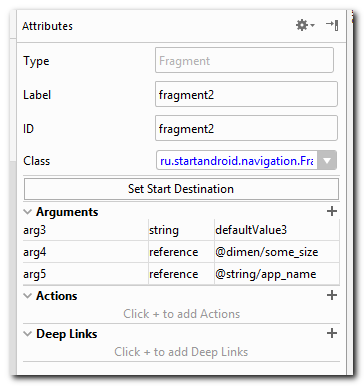 Attributes
Type Fragment
Label fragment2
ID fragment2
Class ru.startandroid.navigation.Fra
Set Start Destination
Arguments
arg3 string defaultValue3
arg4 reference @dimen/some_size
arg5 reference @string/app_name
Actions
Click + to add Actions
Deep Links
Click + to add Deep Links